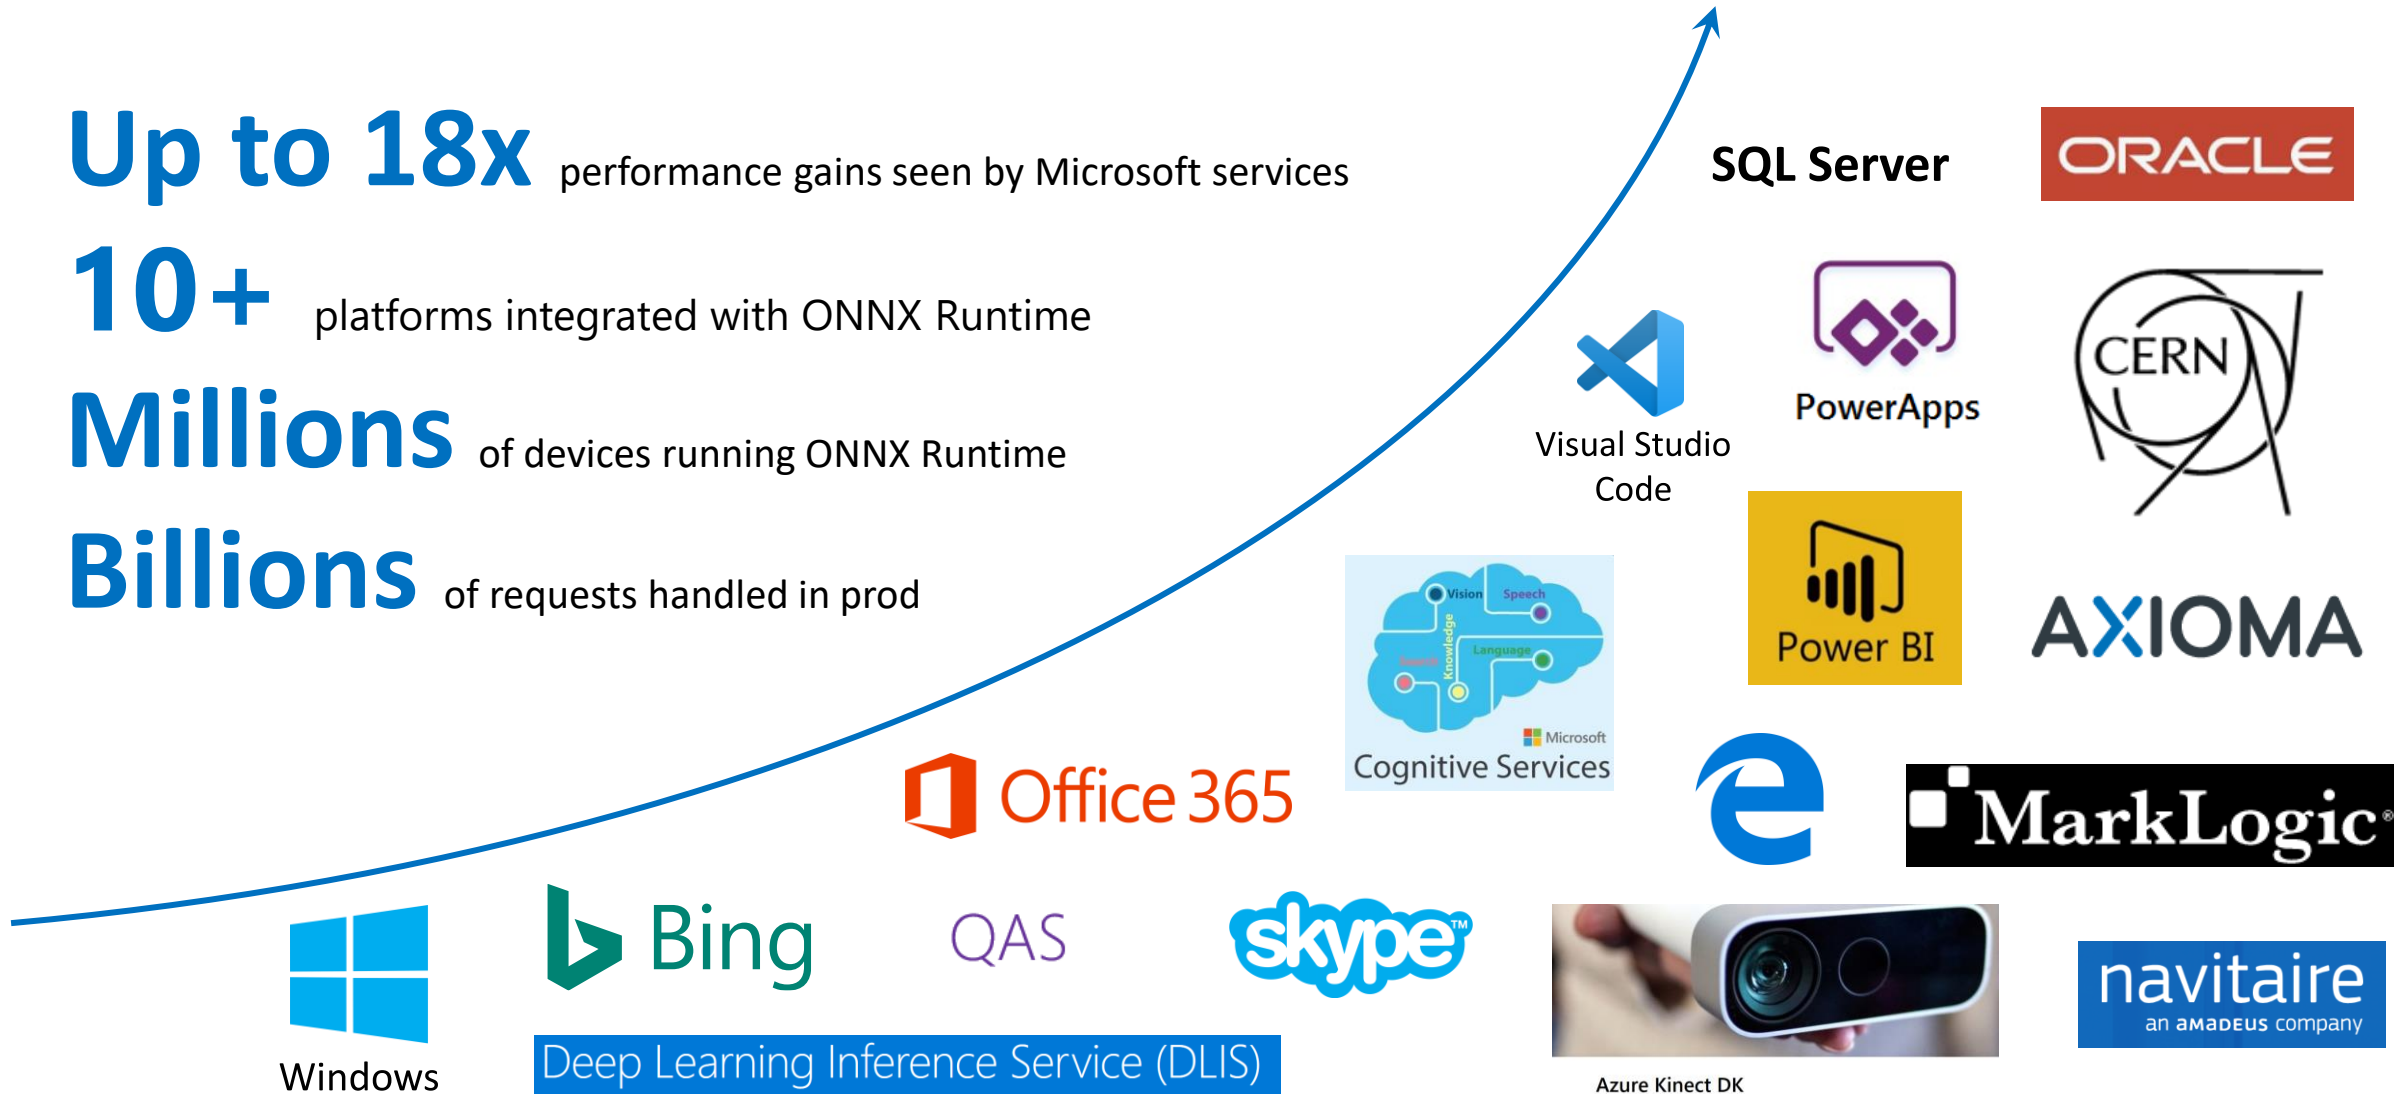 Up to 18x performance gains seen by Microsoft services
10+ platforms integrated with ONNX Runtime
Millions of devices running ONNX Runtime
Billions of requests handled in prod
SQL Server
ORACLE
PowerApps
CERN
Visual Studio
Code
Vision
Speech
Knowledge
Search
Language
Microsoft
Cognitive Services
Power BI
AXIOMA
Office 365
MarkLogic®
Windows
Bing
QAS
skype™
Deep Learning Inference Service (DLIS)
Azure Kinect DK
navitaire
an amadeus company